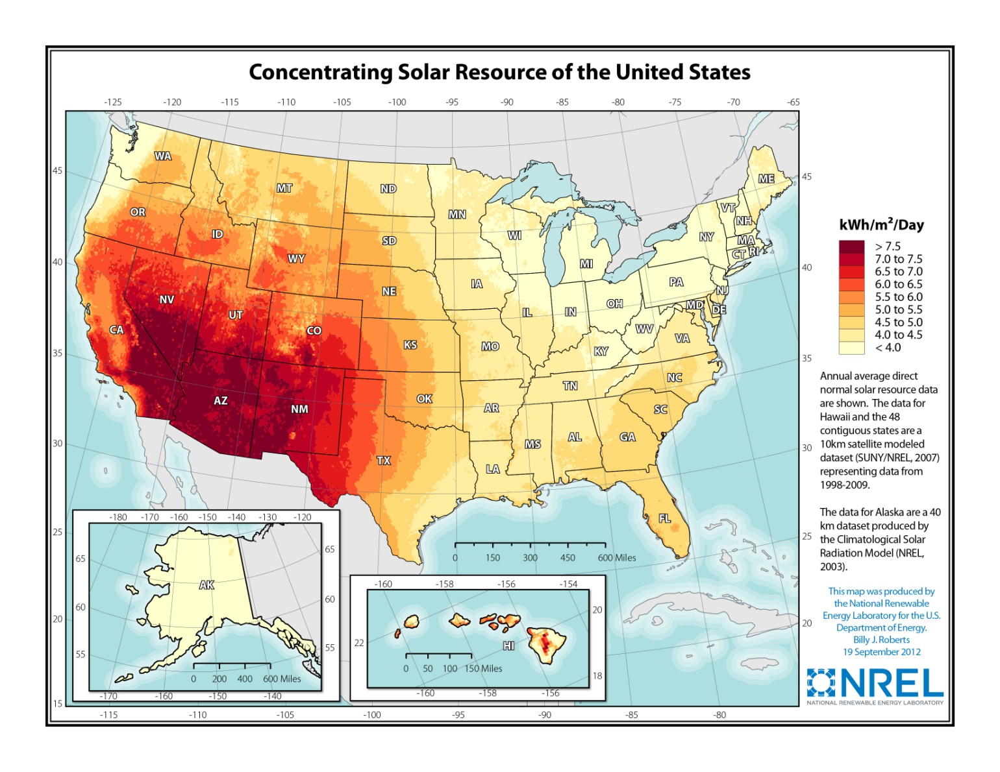 Concentrating Solar Resource of the United States
-125 -120 -115 -110 -105 -100 -95 -90 -85 -80 -75 -70 -65
WA
MT
ND
MN
ME
45
45
OR
ID
WY
SD
WI
MI
VT
NH
NY
MA
CT RI
40
40
NV
UT
CO
NE
IA
IL
IN
OH
PA
NJ
MD
DE
CA
KS
MO
KY
WV
VA
35
35
AZ
NM
OK
AR
TN
NC
SC
30
30
TX
LA
MS
AL
GA
FL
25
25
20
20
15
0 150 300 450 600 Miles
-180 -170 -160 -150 -140 -130 -120
65
65
AK
60
60
55
55
0 200 400 600 Miles
-170 -160 -150 -140
-160 -158 -156 -154
20
22
HI
0 50 100 150 Miles
18
-160 -158 -156
-115 -110 -105 -100 -95 -90 -85 -80
kWh/m²/Day
> 7.5
7.0 to 7.5
6.5 to 7.0
6.0 to 6.5
5.5 to 6.0
5.0 to 5.5
4.5 to 5.0
4.0 to 4.5
< 4.0
Annual average direct
normal solar resource data
are shown. The data for
Hawaii and the 48
contiguous states are a
10km satellite modeled
dataset (SUNY/NREL, 2007)
representing data from
1998-2009.
The data for Alaska are a 40
km dataset produced by
the Climatological Solar
Radiation Model (NREL,
2003).
This map was produced by
the National Renewable
Energy Laboratory for the U.S.
Department of Energy.
Billy J. Roberts
19 September 2012
NREL
NATIONAL RENEWABLE ENERGY LABORATORY